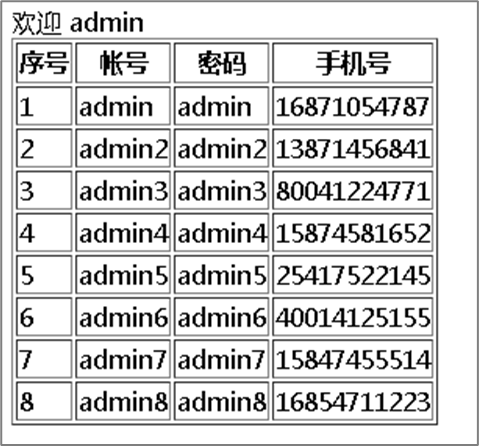 欢迎 admin
序号 帐号 密码 手机号
1 admin admin 16871054787
2 admin2 admin2 13871456841
3 admin3 admin3 80041224771
4 admin4 admin4 15874581652
5 admin5 admin5 25417522145
6 admin6 admin6 40014125155
7 admin7 admin7 15847455514
8 admin8 admin8 16854711223